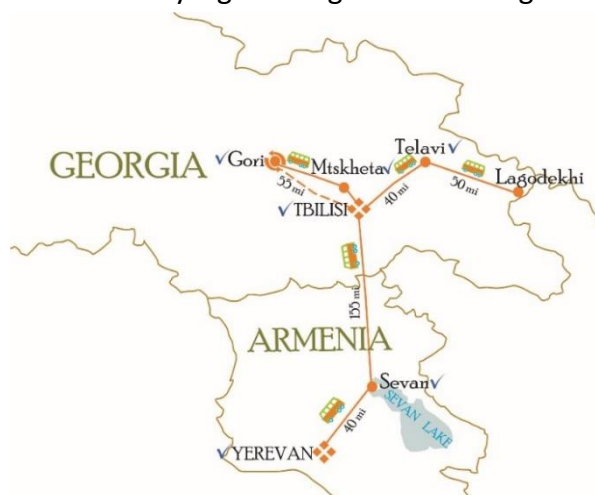 Telavi
GEORGIA
Gori
Mtskheta
Lagodekhi
55 mi
40 mi
50 mi
TBILISI
155 mi
ARMENIA
Sevan
SEVAN LAKE
40 mi
YEREVAN